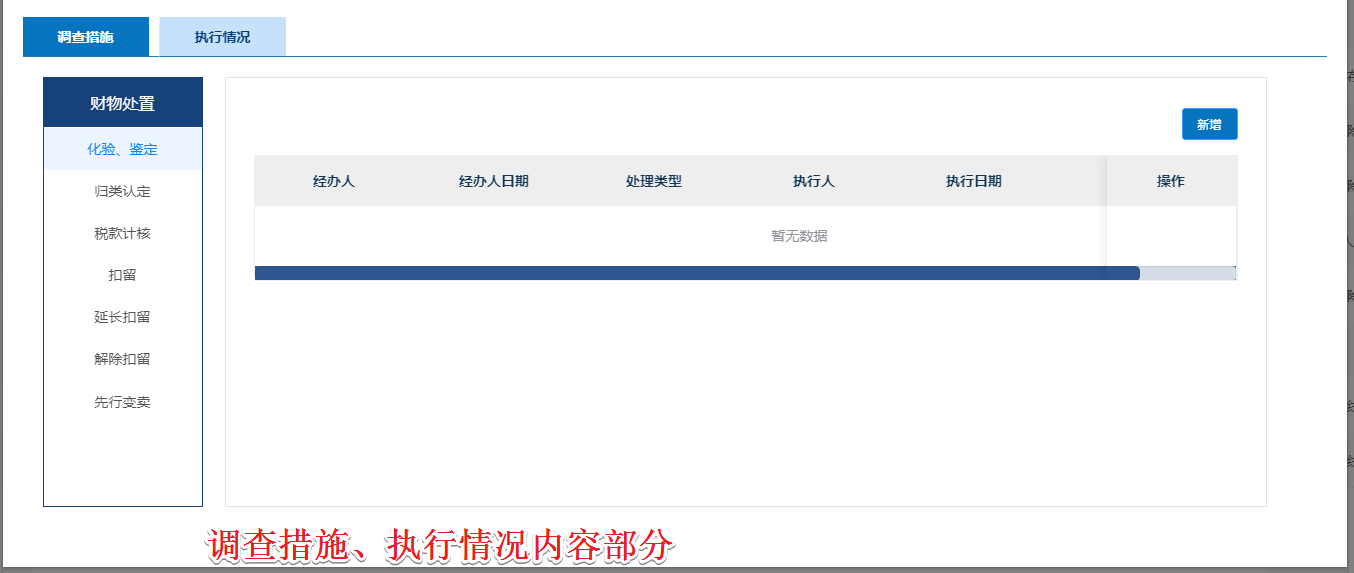 调查措施 执行情况
财物处置
化验、鉴定
归类认定
税款计核
扣留
延长扣留
解除扣留
先行变卖
新增
经办人 经办人日期 处理类型 执行人 执行日期 操作
暂无数据
调查措施、执行情况内容部分